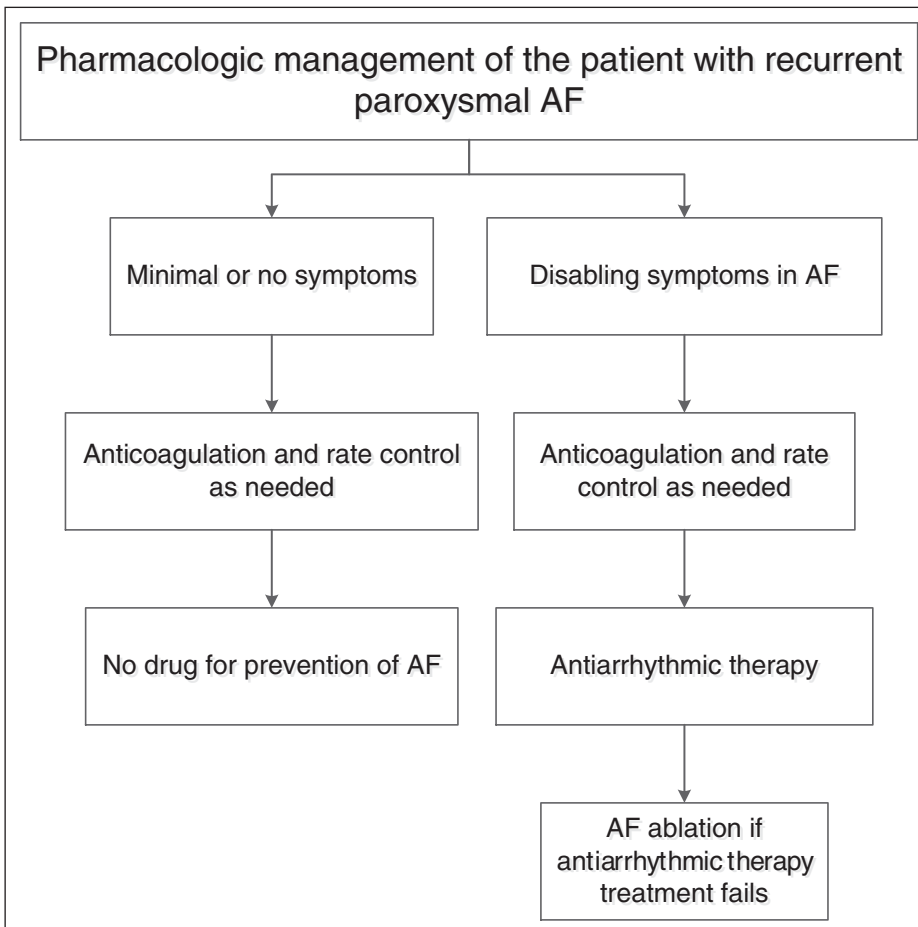 Pharmacologic management of the patient with recurrent
paroxysmal AF
Minimal or no symptoms
Disabling symptoms in AF
Anticoagulation and rate control
as needed
Anticoagulation and rate
control as needed
No drug for prevention of AF
Antiarrhythmic therapy
AF ablation if
antiarrhythmic therapy
treatment fails